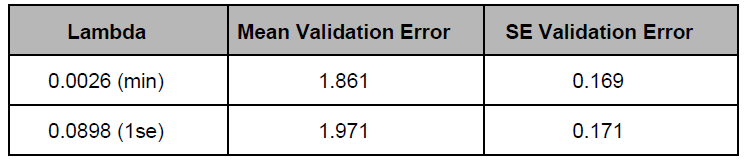 Lambda Mean Validation Error SE Validation Error
0.0026 (min) 1.861 0.169
0.0898 (1se) 1.971 0.171